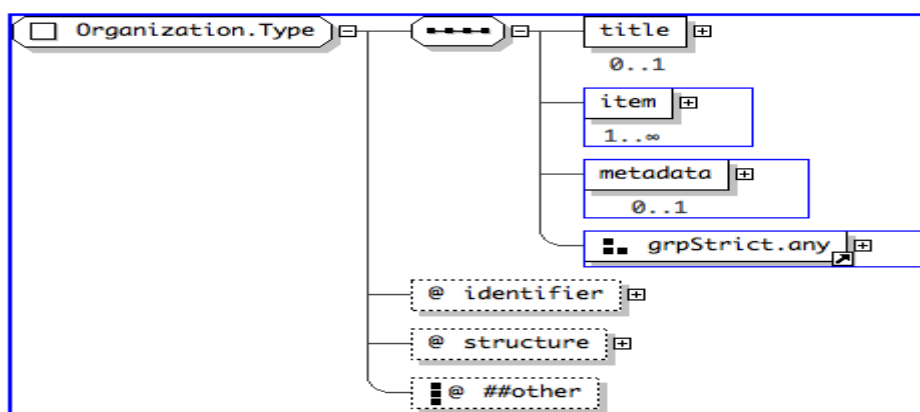 Organization.Type
title
0..1
item
1..∞
metadata
0..1
grpStrict.any
@ identifier
@ structure
@ ##other